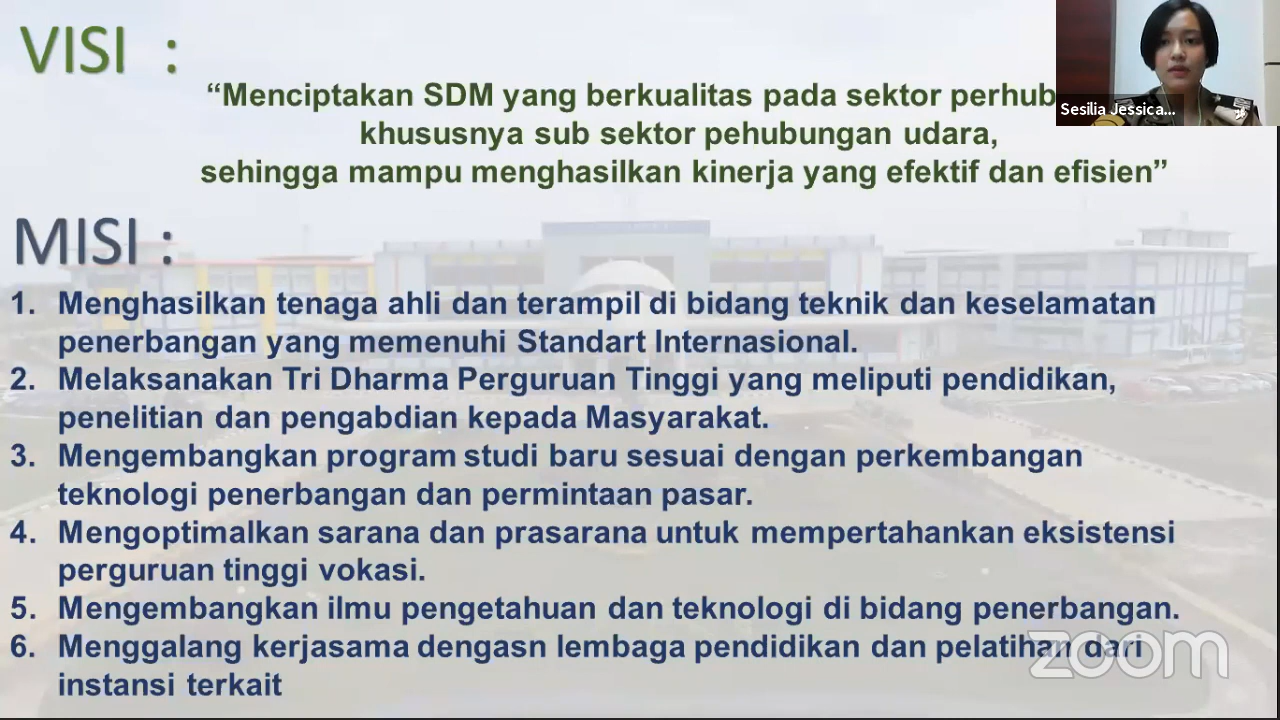 VISI :
“Menciptakan SDM yang berkualitas pada sektor
khususnya sub sektor pehubungan udara,
sehingga mampu menghasilkan kinerja yang efektif dan efisien”
Sesilia Jessica...
MISI :
1. Menghasilkan tenaga ahli dan terampil di bidang teknik dan keselamatan
penerbangan yang memenuhi Standart Internasional.
2. Melaksanakan Tri Dharma Perguruan Tinggi yang meliputi pendidikan,
penelitian dan pengabdian kepada Masyarakat.
3. Mengembangkan program studi baru sesuai dengan perkembangan
teknologi penerbangan dan permintaan pasar.
4. Mengoptimalkan sarana dan prasarana untuk mempertahankan eksistensi
perguruan tinggi vokasi.
5. Mengembangkan ilmu pengetahuan dan teknologi di bidang penerbangan.
6. Menggalang kerjasama dengasn lembaga pendidikan dan pelatihan dari
instansi terkait
zoom